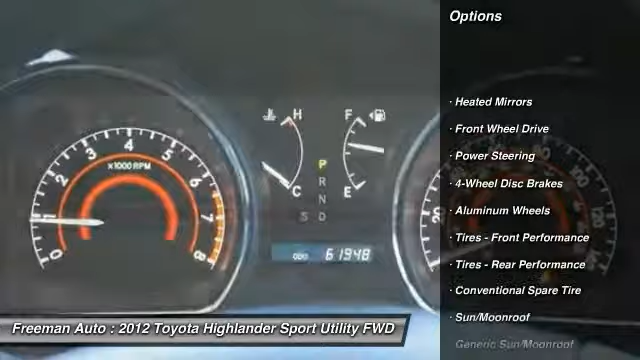 Options
· Heated Mirrors
· Front Wheel Drive
· Power Steering
· 4-Wheel Disc Brakes
· Aluminum Wheels
· Tires - Front Performance
· Tires - Rear Performance
· Conventional Spare Tire
· Sun/Moonroof
Generic Sun/Moonroof
0 1 2 3 4 5 6 7 8
x1000 RPM
H
C
F
E
P
R
N
S D
ODO 61948
20
Freeman Auto : 2012 Toyota Highlander Sport Utility FWD